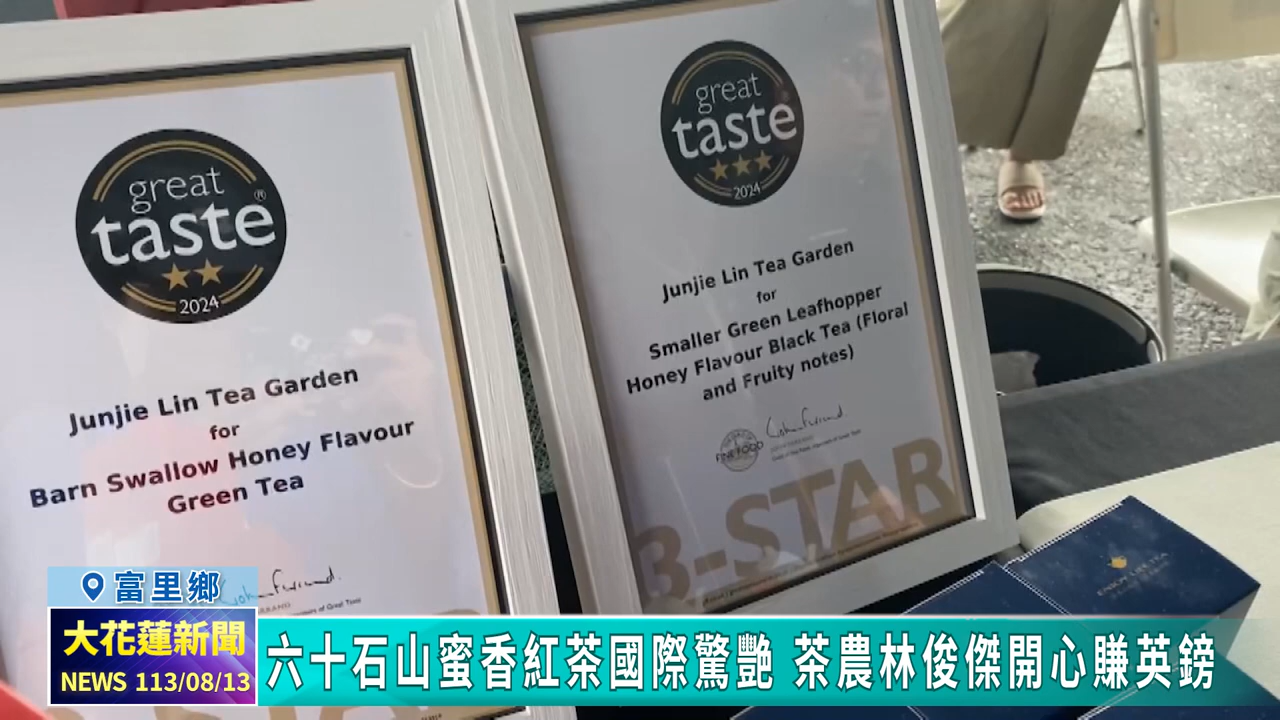 great
taste®
2024
Junjie Lin Tea Garden
for
Barn Swallow Honey Flavour
Green Tea
great
taste
2024
Junjie Lin Tea Garden
for
Smaller Green Leafhopper
Honey Flavour Black Tea (Floral
and Fruity notes)
FINE FOOD
3-STAR
富里鄉
大花蓮新聞
NEWS 113/08/13
六十石山蜜香紅茶國際驚艷 茶農林俊傑開心賺英鎊